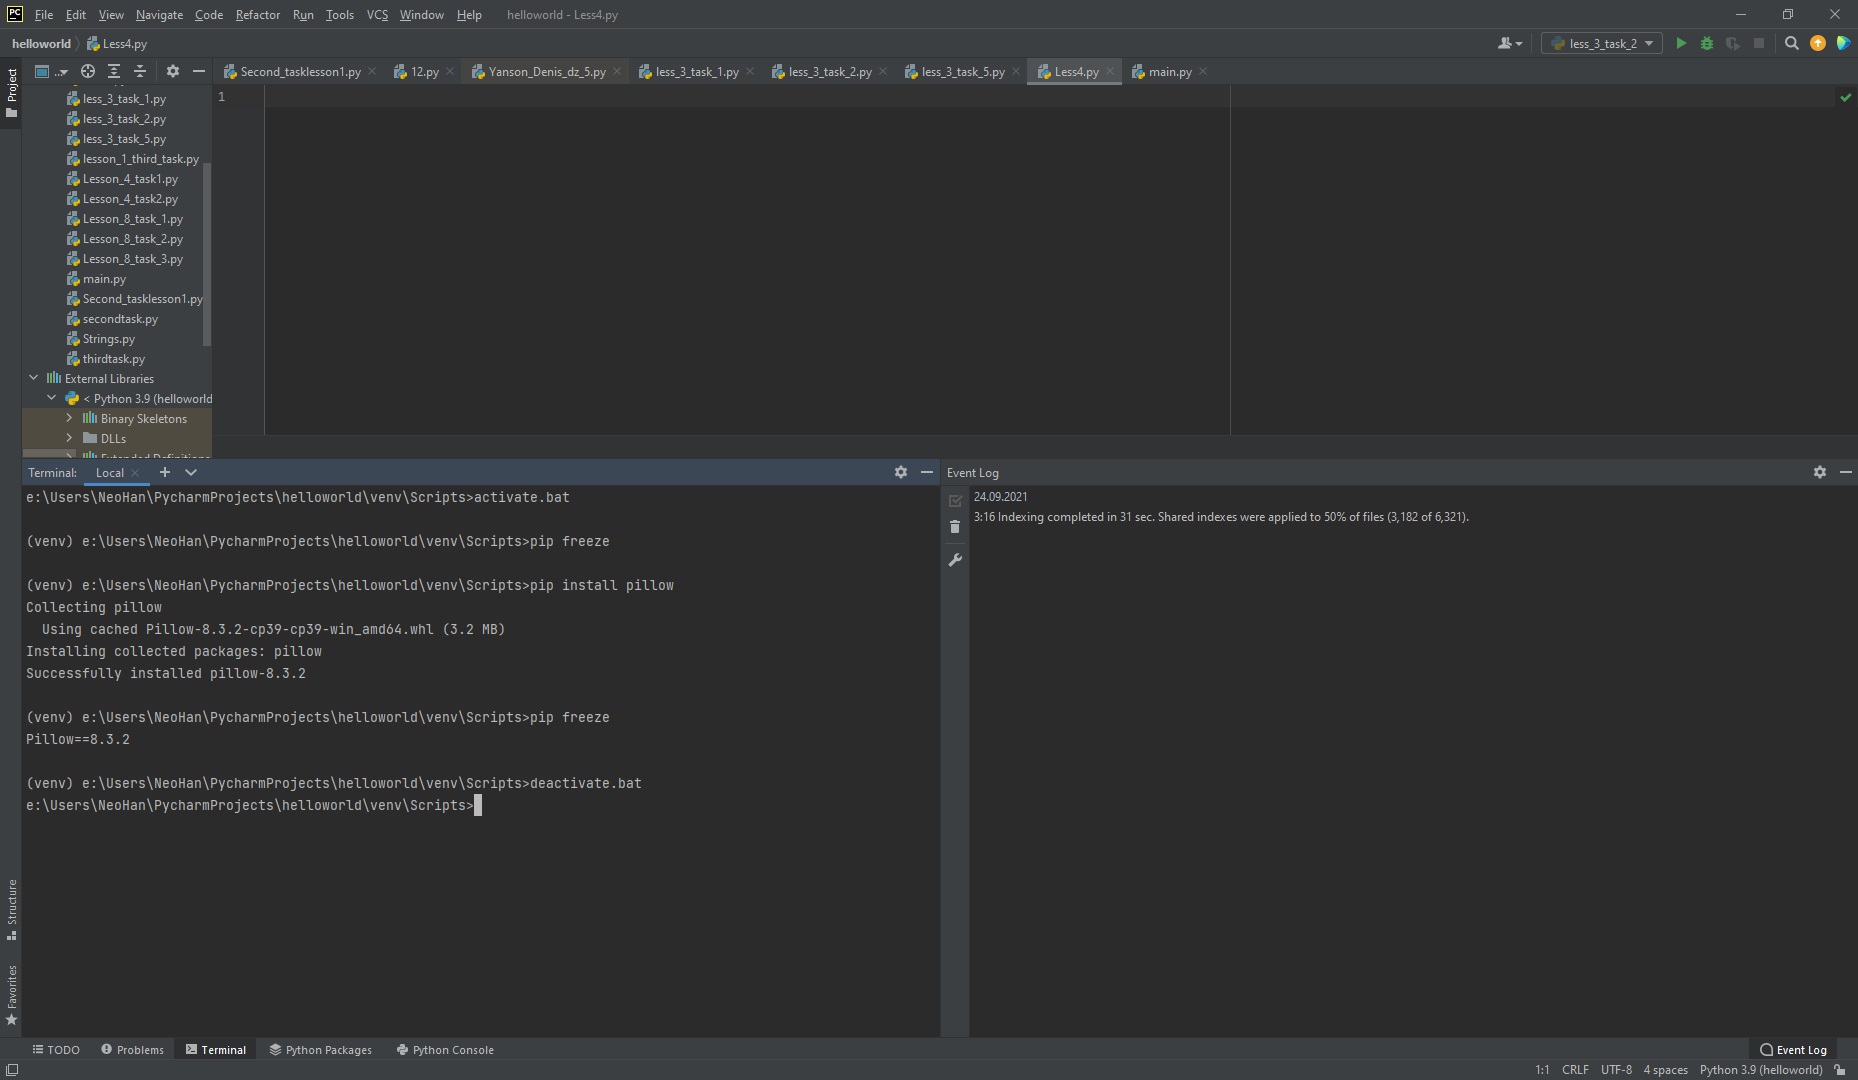 PC File Edit View Navigate Code Refactor Run Tools VCS Window Help helloworld - Less4.py
helloworld Less4.py less_3_task_2
Project
Second_tasklesson1.py 12.py Yanson_Denis_dz_5.py less_3_task_1.py less_3_task_2.py less_3_task_5.py Less4.py main.py
1
less_3_task_1.py
less_3_task_2.py
less_3_task_5.py
lesson_1_third_task.py
Lesson_4_task1.py
Lesson_4_task2.py
Lesson_8_task_1.py
Lesson_8_task_2.py
Lesson_8_task_3.py
main.py
Second_tasklesson1.py
secondtask.py
Strings.py
thirdtask.py
External Libraries
< Python 3.9 (helloworld
Binary Skeletons
DLLs
Terminal: Local
e:\Users\NeoHan\PycharmProjects\helloworld\venv\Scripts>activate.bat
(venv) e:\Users\NeoHan\PycharmProjects\helloworld\venv\Scripts>pip freeze
(venv) e:\Users\NeoHan\PycharmProjects\helloworld\venv\Scripts>pip install pillow
Collecting pillow
Using cached Pillow-8.3.2-cp39-cp39-win_amd64.whl (3.2 MB)
Installing collected packages: pillow
Successfully installed pillow-8.3.2
(venv) e:\Users\NeoHan\PycharmProjects\helloworld\venv\Scripts>pip freeze
Pillow==8.3.2
(venv) e:\Users\NeoHan\PycharmProjects\helloworld\venv\Scripts>deactivate.bat
e:\Users\NeoHan\PycharmProjects\helloworld\venv\Scripts>
Event Log
24.09.2021
3:16 Indexing completed in 31 sec. Shared indexes were applied to 50% of files (3,182 of 6,321).
Structure
Favorites
TODO Problems Terminal Python Packages Python Console Event Log
1:1 CRLF UTF-8 4 spaces Python 3.9 (helloworld)